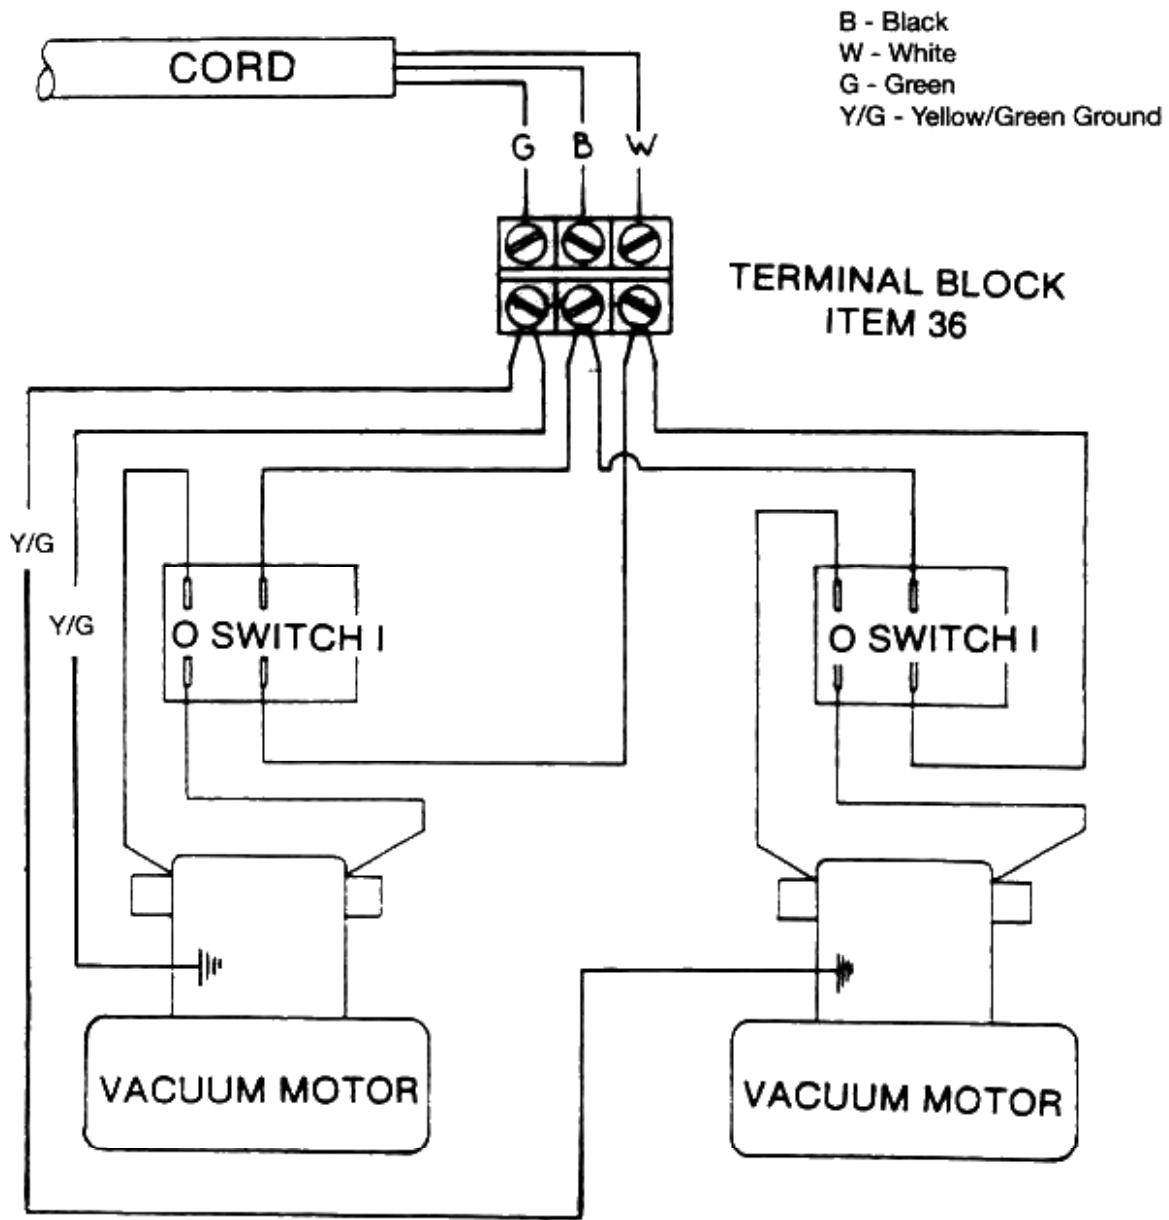 B - Black
W - White
G - Green
Y/G - Yellow/Green Ground
CORD
G B W
TERMINAL BLOCK
ITEM 36
Y/G
Y/G
O SWITCH I
O SWITCH I
VACUUM MOTOR
VACUUM MOTOR